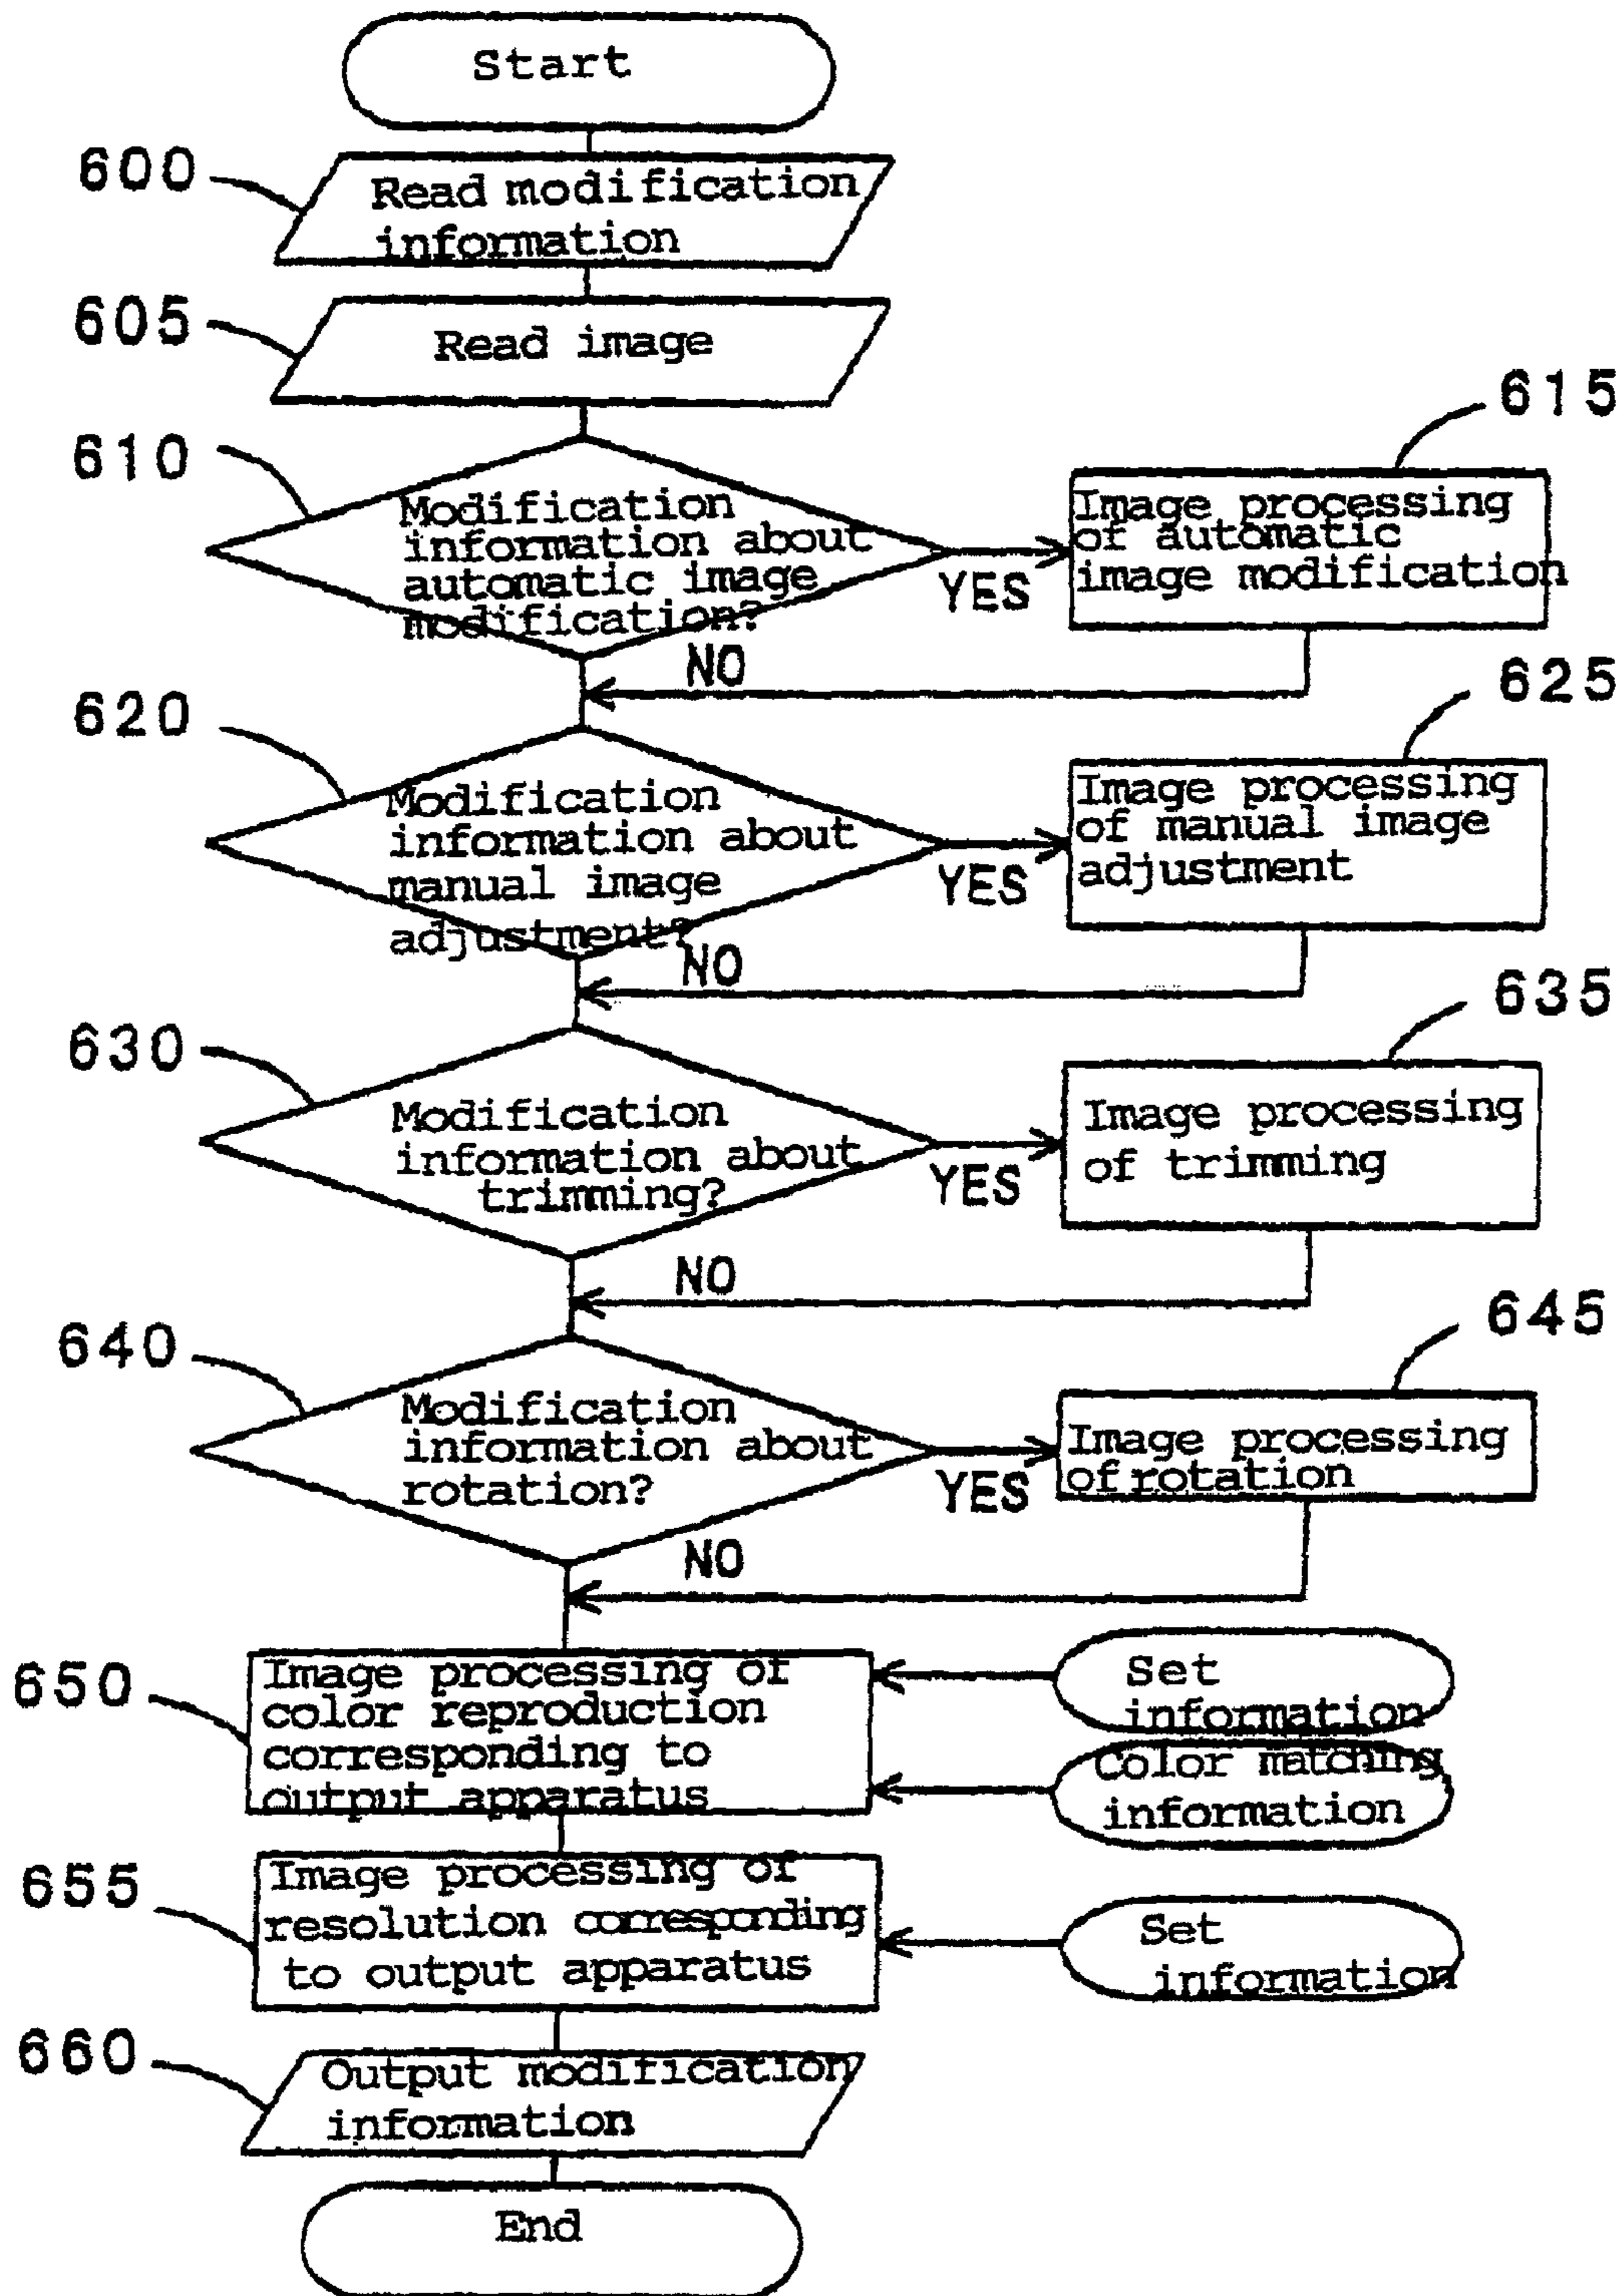 Start
600
Read modification
information
605
Read image
610
Modification
information about
automatic image
modification?
YES
615
Image processing
of automatic
image modification
NO
620
Modification
information about
manual image
adjustment?
YES
625
Image processing
of manual image
adjustment
NO
630
Modification
information about
trimming?
YES
635
Image processing
of trimming
NO
640
Modification
information about
rotation?
YES
645
Image processing
of rotation
NO
650
Image processing of
color reproduction
corresponding to
output apparatus
Set
information
Color matching
information
655
Image processing of
resolution corresponding
to output apparatus
Set
information
660
Output modification
information
End